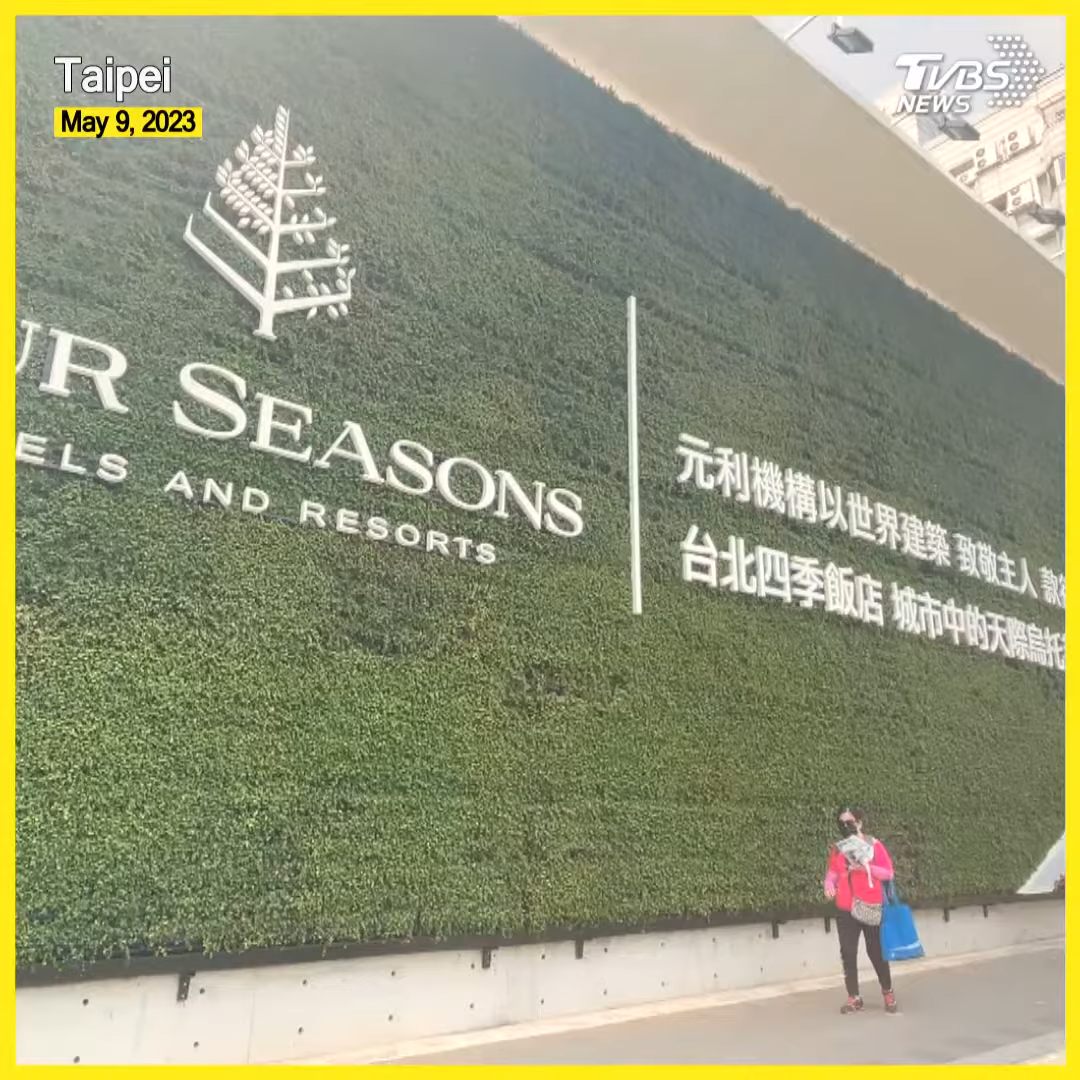 Taipei
May 9, 2023
TVBS
NEWS
UR SEASONS
ELS AND RESORTS
元利機構以世界建築 致敬主人 款
台北四季飯店 城市中的天際烏托